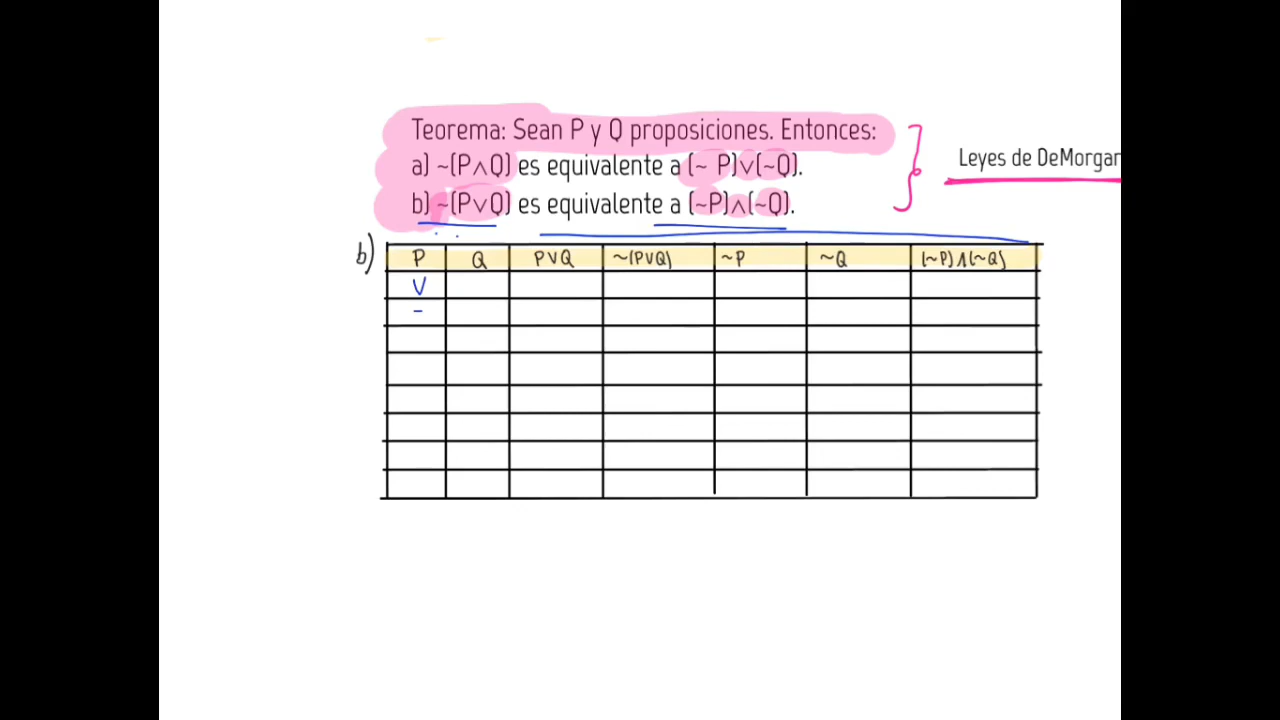 Teorema: Sean P y Q proposiciones. Entonces:
a) ~(P∧Q) es equivalente a (~ P)∨(~Q).
Leyes de DeMorgan
b) ~(P∨Q) es equivalente a (~P)∧(~Q).
b) P Q P∨Q ~(P∨Q) ~P ~Q (~P)∧(~Q)
V